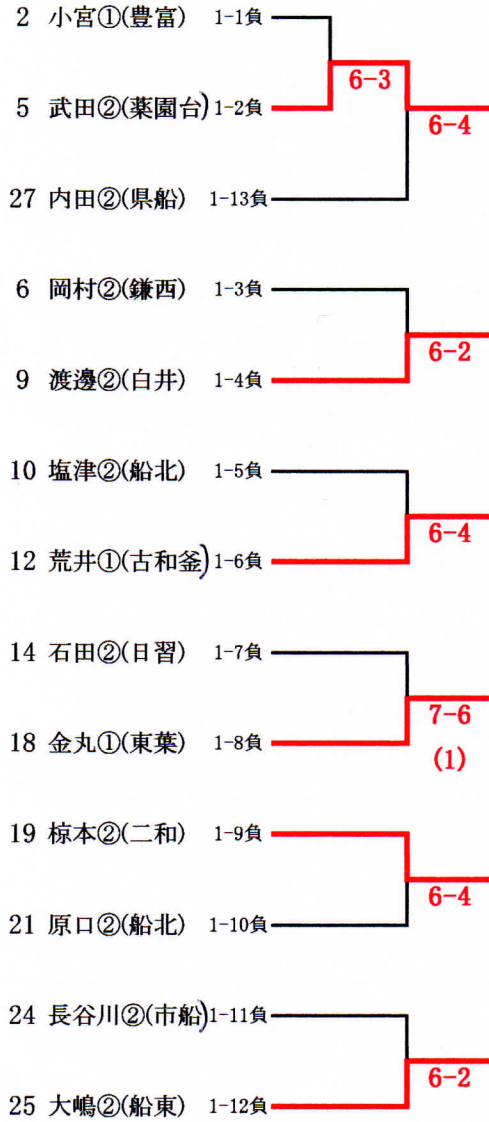 2 小宮①(豊富) 1-1負
6-3
5 武田②(薬園台) 1-2負
6-4
27 内田②(県船) 1-13負
6 岡村②(鎌西) 1-3負
6-2
9 渡邊②(白井) 1-4負
10 塩津②(船北) 1-5負
6-4
12 荒井①(古和釜) 1-6負
14 石田②(日習) 1-7負
7-6
(1)
18 金丸①(東葉) 1-8負
19 椋本②(二和) 1-9負
6-4
21 原口②(船北) 1-10負
24 長谷川②(市船) 1-11負
6-2
25 大嶋②(船東) 1-12負